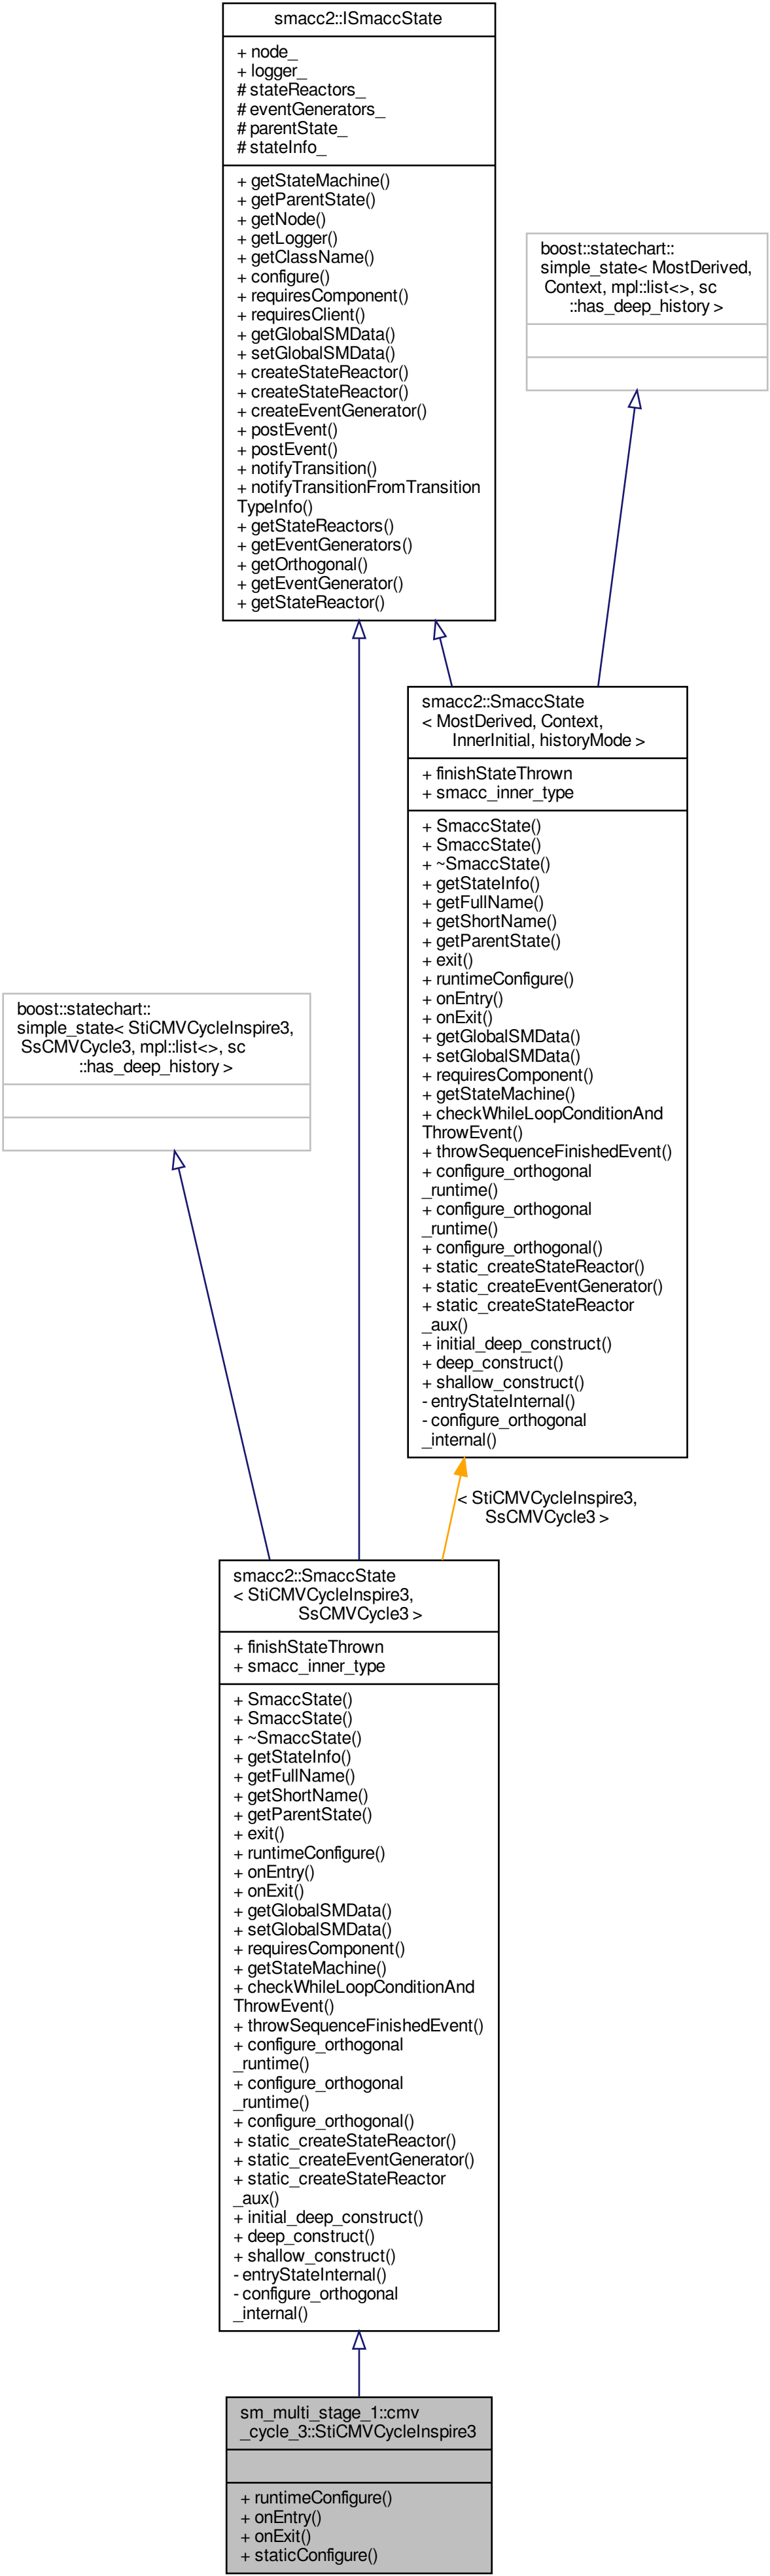 smacc2::ISmaccState
+ node_
+ logger_
# stateReactors_
# eventGenerators_
# parentState_
# stateInfo_
+ getStateMachine()
+ getParentState()
+ getNode()
+ getLogger()
+ getClassName()
+ configure()
+ requiresComponent()
+ requiresClient()
+ getGlobalSMData()
+ setGlobalSMData()
+ createStateReactor()
+ createStateReactor()
+ createEventGenerator()
+ postEvent()
+ postEvent()
+ notifyTransition()
+ notifyTransitionFromTransition
TypeInfo()
+ getStateReactors()
+ getEventGenerators()
+ getOrthogonal()
+ getEventGenerator()
+ getStateReactor()
boost::statechart::
simple_state< MostDerived,
Context, mpl::list<>, sc
::has_deep_history >
smacc2::SmaccState
< MostDerived, Context,
InnerInitial, historyMode >
+ finishStateThrown
+ smacc_inner_type
+ SmaccState()
+ SmaccState()
+ ~SmaccState()
+ getStateInfo()
+ getFullName()
+ getShortName()
+ getParentState()
+ exit()
+ runtimeConfigure()
+ onEntry()
+ onExit()
+ getGlobalSMData()
+ setGlobalSMData()
+ requiresComponent()
+ getStateMachine()
+ checkWhileLoopConditionAnd
ThrowEvent()
+ throwSequenceFinishedEvent()
+ configure_orthogonal
_runtime()
+ configure_orthogonal
_runtime()
+ configure_orthogonal()
+ static_createStateReactor()
+ static_createEventGenerator()
+ static_createStateReactor
_aux()
+ initial_deep_construct()
+ deep_construct()
+ shallow_construct()
- entryStateInternal()
- configure_orthogonal
_internal()
boost::statechart::
simple_state< StiCMVCycleInspire3,
SsCMVCycle3, mpl::list<>, sc
::has_deep_history >
< StiCMVCycleInspire3,
SsCMVCycle3 >
smacc2::SmaccState
< StiCMVCycleInspire3,
SsCMVCycle3 >
+ finishStateThrown
+ smacc_inner_type
+ SmaccState()
+ SmaccState()
+ ~SmaccState()
+ getStateInfo()
+ getFullName()
+ getShortName()
+ getParentState()
+ exit()
+ runtimeConfigure()
+ onEntry()
+ onExit()
+ getGlobalSMData()
+ setGlobalSMData()
+ requiresComponent()
+ getStateMachine()
+ checkWhileLoopConditionAnd
ThrowEvent()
+ throwSequenceFinishedEvent()
+ configure_orthogonal
_runtime()
+ configure_orthogonal
_runtime()
+ configure_orthogonal()
+ static_createStateReactor()
+ static_createEventGenerator()
+ static_createStateReactor
_aux()
+ initial_deep_construct()
+ deep_construct()
+ shallow_construct()
- entryStateInternal()
- configure_orthogonal
_internal()
sm_multi_stage_1::cmv
_cycle_3::StiCMVCycleInspire3
+ runtimeConfigure()
+ onEntry()
+ onExit()
+ staticConfigure()